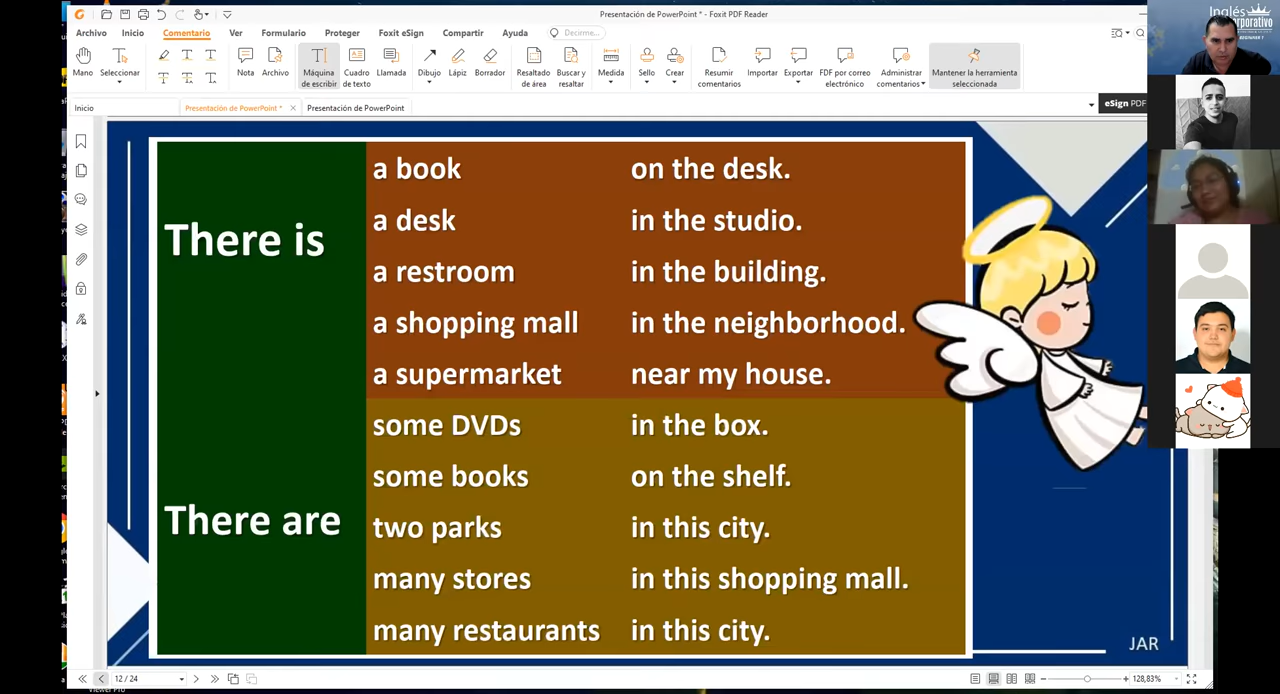 Presentación de PowerPoint * - Foxit PDF Reader
Archivo Inicio Comentario Ver Formulario Proteger Foxit eSign Compartir Ayuda Decirme...
Mano Seleccionar Nota Archivo Máquina de escribir Cuadro de texto Llamada Dibujo Lápiz Borrador Resaltado de área Buscar y resaltar Medida Sello Crear Resumir comentarios Importar Exportar FDF por correo electrónico Administrar comentarios Mantener la herramienta seleccionada
Inicio Presentación de PowerPoint * Presentación de PowerPoint eSign PDF
Inglés
Corporativo
There is
a book on the desk.
a desk in the studio.
a restroom in the building.
a shopping mall in the neighborhood.
a supermarket near my house.
There are
some DVDs in the box.
some books on the shelf.
two parks in this city.
many stores in this shopping mall.
many restaurants in this city.
JAR
12 / 24 128,83%
Viewer Pro